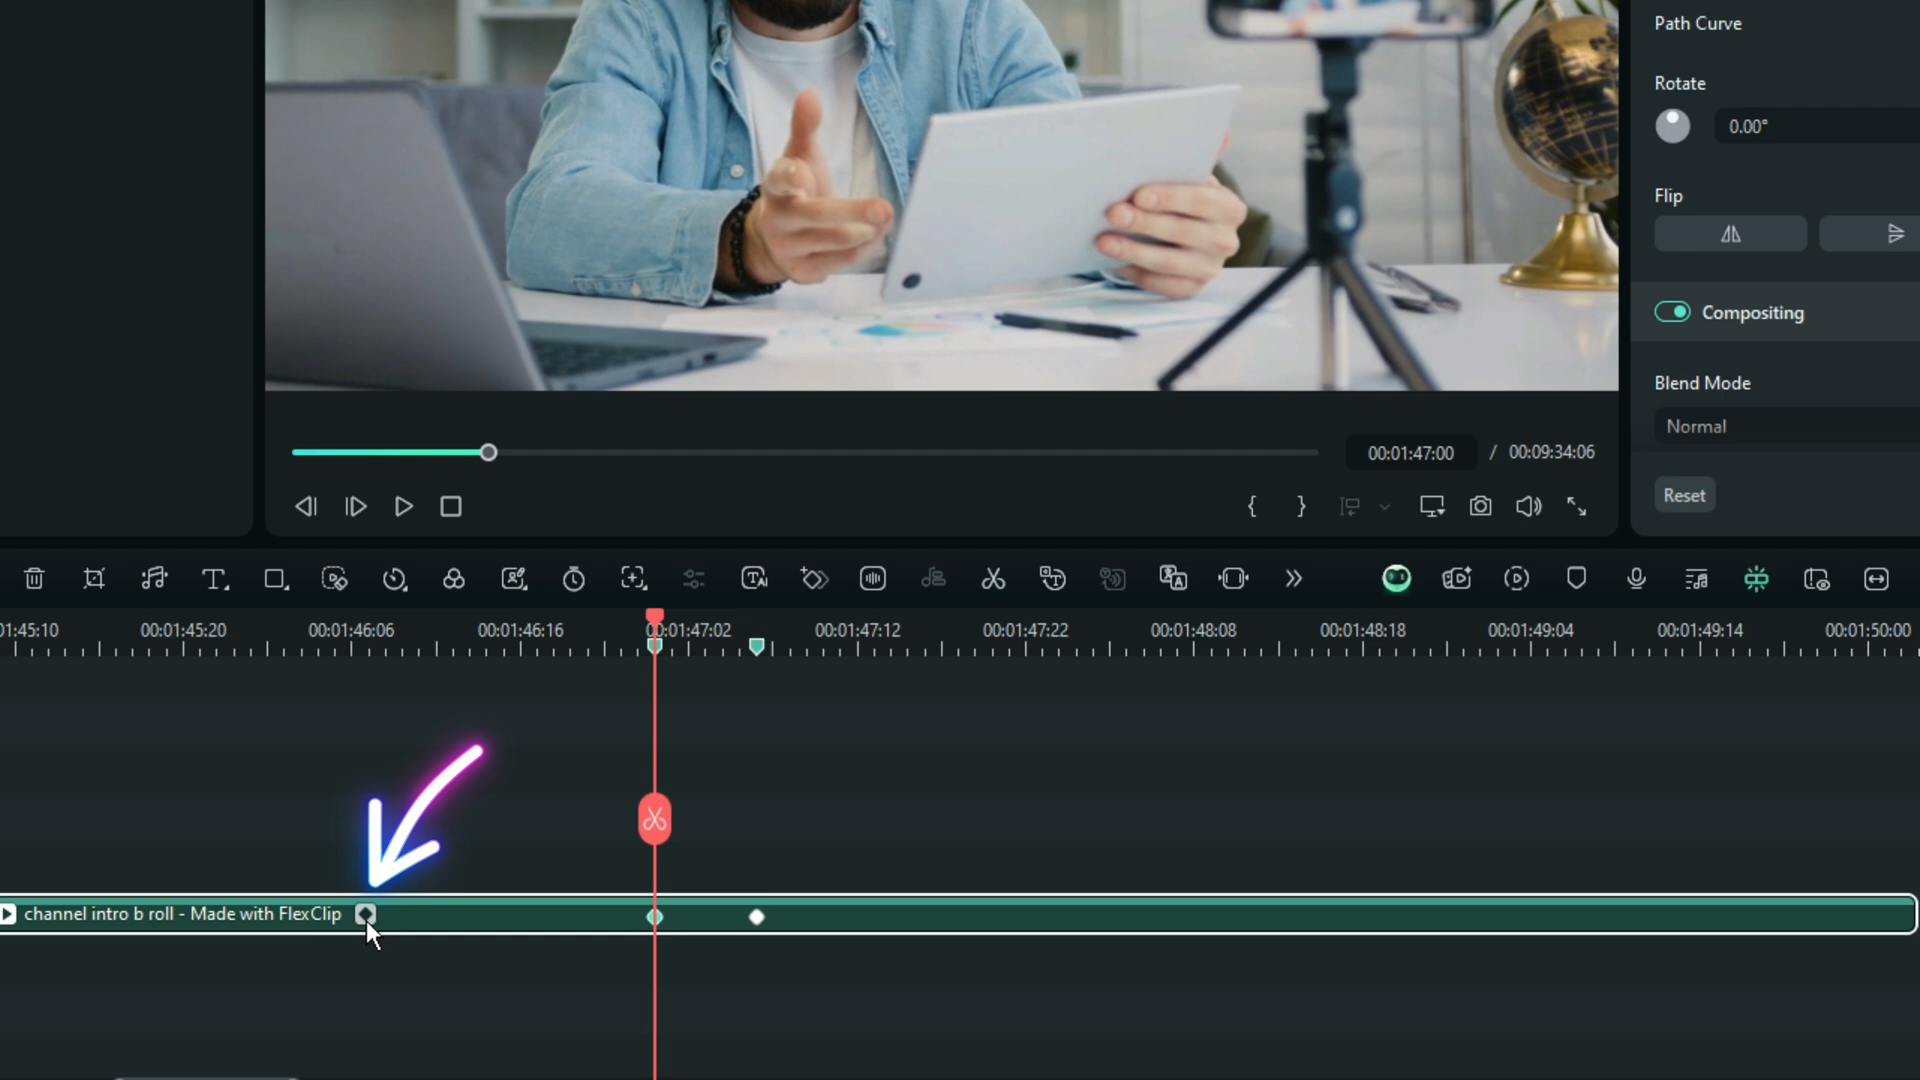 Path Curve
Rotate
0.00°
Flip
Compositing
Blend Mode
Normal
00:01:47:00 / 00:09:34:06
Reset
01:45:10 00:01:45:20 00:01:46:06 00:01:46:16 00:01:47:02 00:01:47:12 00:01:47:22 00:01:48:08 00:01:48:18 00:01:49:04 00:01:49:14 00:01:50:00
channel intro b roll - Made with FlexClip